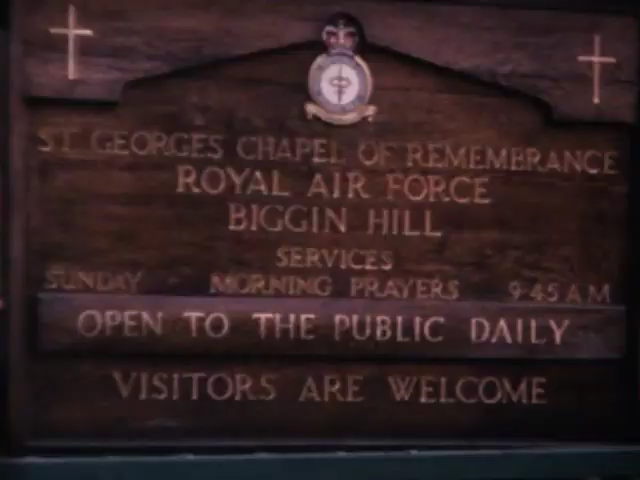 ST GEORGES CHAPEL OF REMEMBRANCE
ROYAL AIR FORCE
BIGGIN HILL
SERVICES
SUNDAY MORNING PRAYERS 9·45 A M
OPEN TO THE PUBLIC DAILY
VISITORS ARE WELCOME